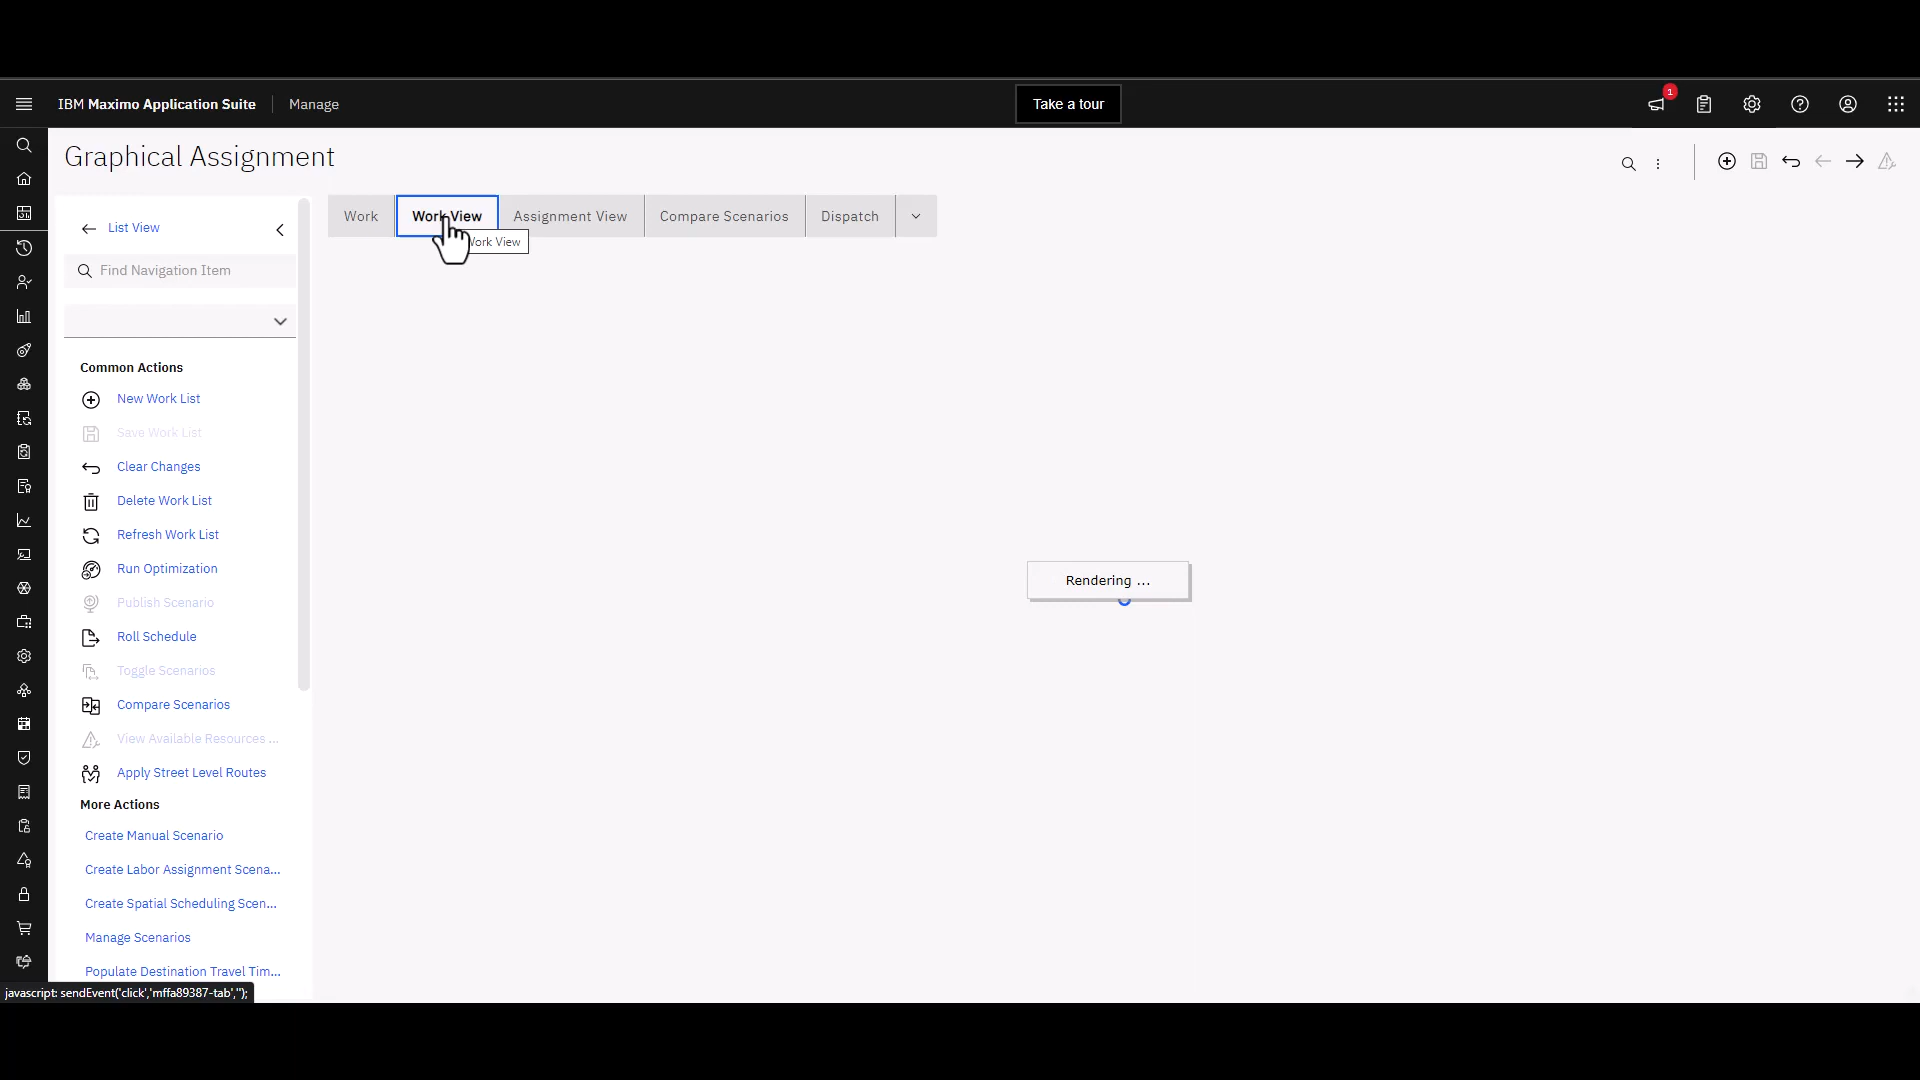 IBM Maximo Application Suite
Manage
Take a tour
1
Graphical Assignment
List View
Find Navigation Item
Common Actions
New Work List
Save Work List
Clear Changes
Delete Work List
Refresh Work List
Run Optimization
Publish Scenario
Roll Schedule
Toggle Scenarios
Compare Scenarios
View Available Resources ...
Apply Street Level Routes
More Actions
Create Manual Scenario
Create Labor Assignment Scena...
Create Spatial Scheduling Scen...
Manage Scenarios
Populate Destination Travel Tim...
Work
Work View
Assignment View
Compare Scenarios
Dispatch
Work View
Rendering ...
javascript: sendEvent('click','mffa89387-tab','');